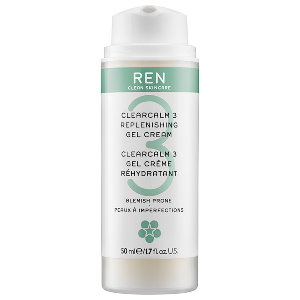 REN
CLEAN SKINCARE
CLEARCALM 3
REPLENISHING
GEL CREAM
CLEARCALM 3
GEL CRÈME
RÉHYDRATANT
3
BLEMISH PRONE
PEAUX À IMPERFECTIONS
50 ml e/1.7 fl.oz. U.S.